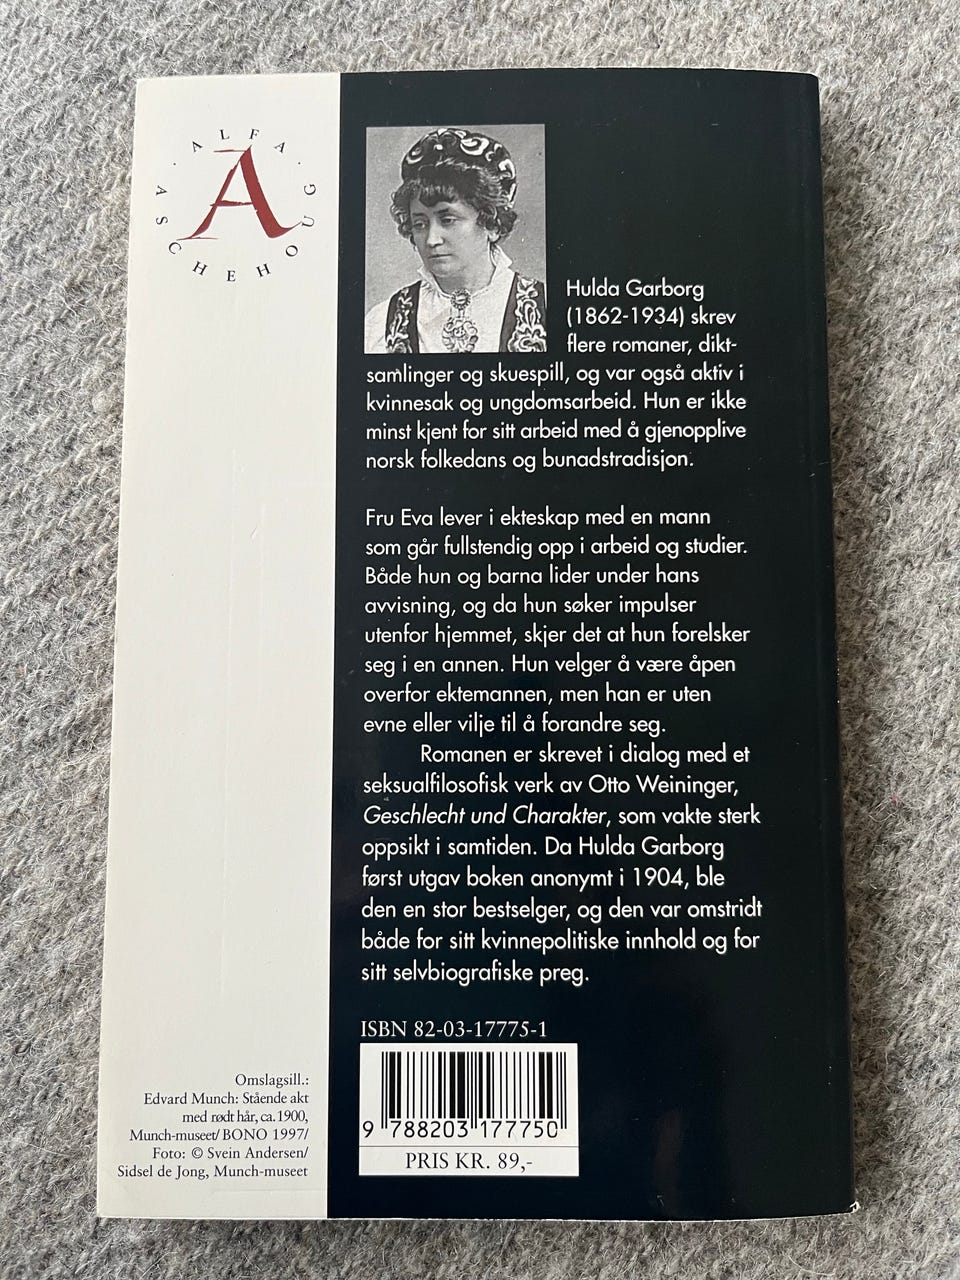 · ALFA ·
A
ASCHEHOUG
Hulda Garborg
(1862-1934) skrev
flere romaner, dikt-
samlinger og skuespill, og var også aktiv i
kvinnesak og ungdomsarbeid. Hun er ikke
minst kjent for sitt arbeid med å gjenopplive
norsk folkedans og bunadstradisjon.
Fru Eva lever i ekteskap med en mann
som går fullstendig opp i arbeid og studier.
Både hun og barna lider under hans
avvisning, og da hun søker impulser
utenfor hjemmet, skjer det at hun forelsker
seg i en annen. Hun velger å være åpen
overfor ektemannen, men han er uten
evne eller vilje til å forandre seg.
Romanen er skrevet i dialog med et
seksualfilosofisk verk av Otto Weininger,
Geschlecht und Charakter, som vakte sterk
oppsikt i samtiden. Da Hulda Garborg
først utgav boken anonymt i 1904, ble
den en stor bestselger, og den var omstridt
både for sitt kvinnepolitiske innhold og for
sitt selvbiografiske preg.
ISBN 82-03-17775-1
9 788203 177750
PRIS KR. 89,-
Omslagsill.:
Edvard Munch: Stående akt
med rødt hår, ca. 1900,
Munch-museet/ BONO 1997/
Foto: © Svein Andersen/
Sidsel de Jong, Munch-museet